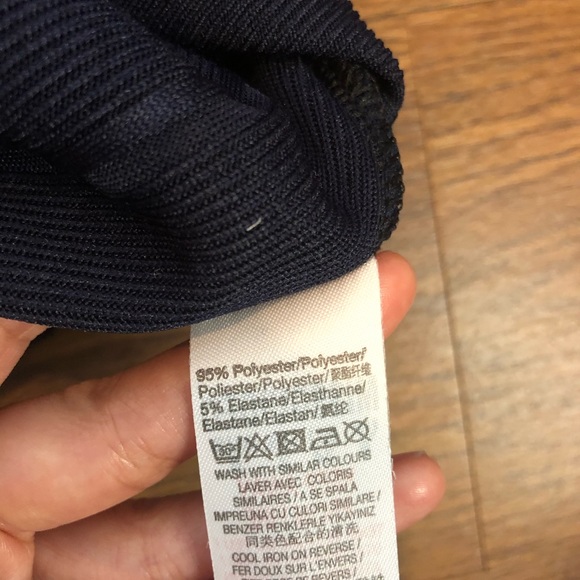 95% Polyester/Polyester/
Poliester/Polyester/聚酯纤维
5% Elastane/Elasthanne/
Elastane/Elastan/氨纶
30°
WASH WITH SIMILAR COLOURS
LAVER AVEC COLORIS
SIMILAIRES / A SE SPALA
IMPREUNA CU CULORI SIMILARE /
BENZER RENKLERLE YIKAYINIZ
同类色配合的清洗
COOL IRON ON REVERSE /
FER DOUX SUR L'ENVERS /